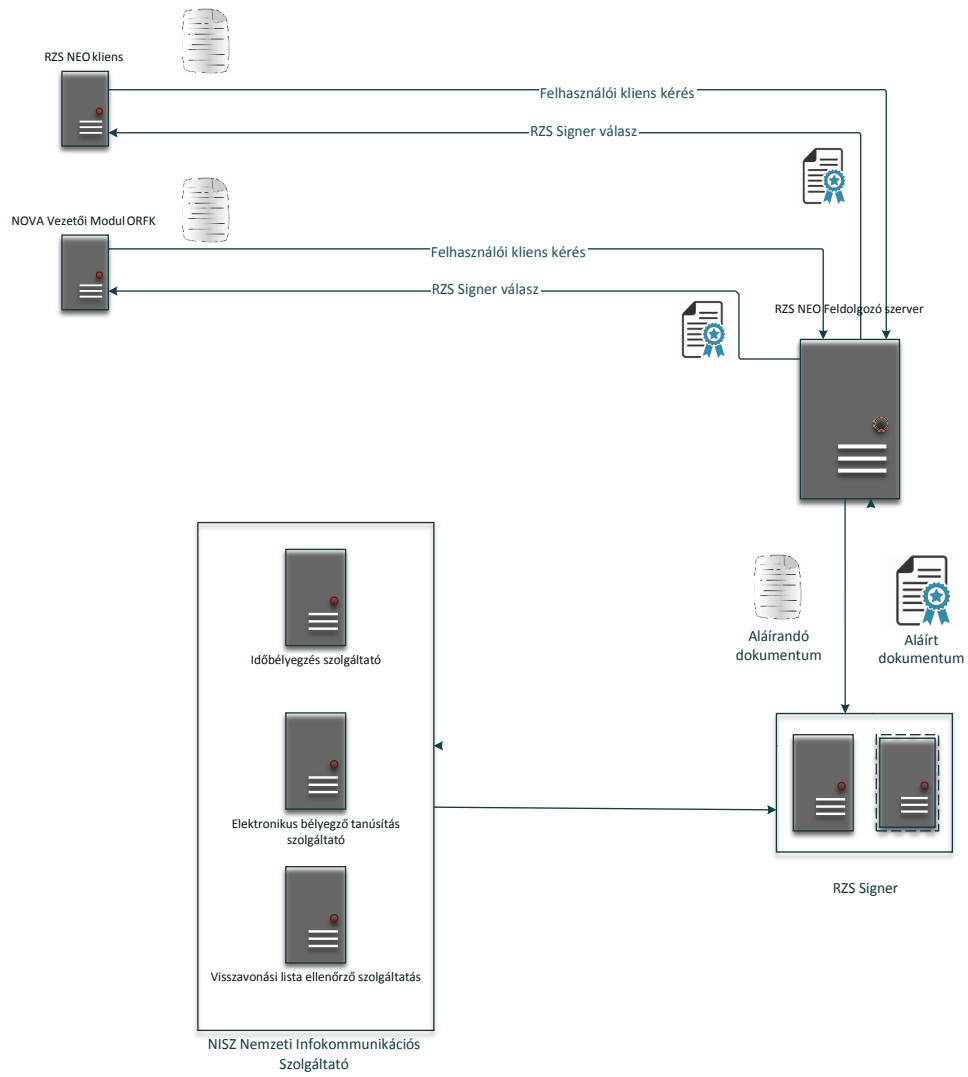 RZS NEO kliens
Felhasználói kliens kérés
RZS Signer válasz
NOVA Vezetői Modul ORFK
Felhasználói kliens kérés
RZS Signer válasz
RZS NEO Feldolgozó szerver
Aláírandó
dokumentum
Aláírt
dokumentum
Időbélyegzés szolgáltató
Elektronikus bélyegző tanúsítás
szolgáltató
Visszavonási lista ellenőrző szolgáltatás
NISZ Nemzeti Infokommunikációs
Szolgáltató
RZS Signer